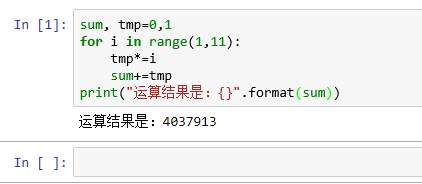 In [1]:
sum, tmp=0,1
for i in range(1,11):
    tmp*=i
    sum+=tmp
print("运算结果是：{}".format(sum))
运算结果是：4037913
In [ ]: